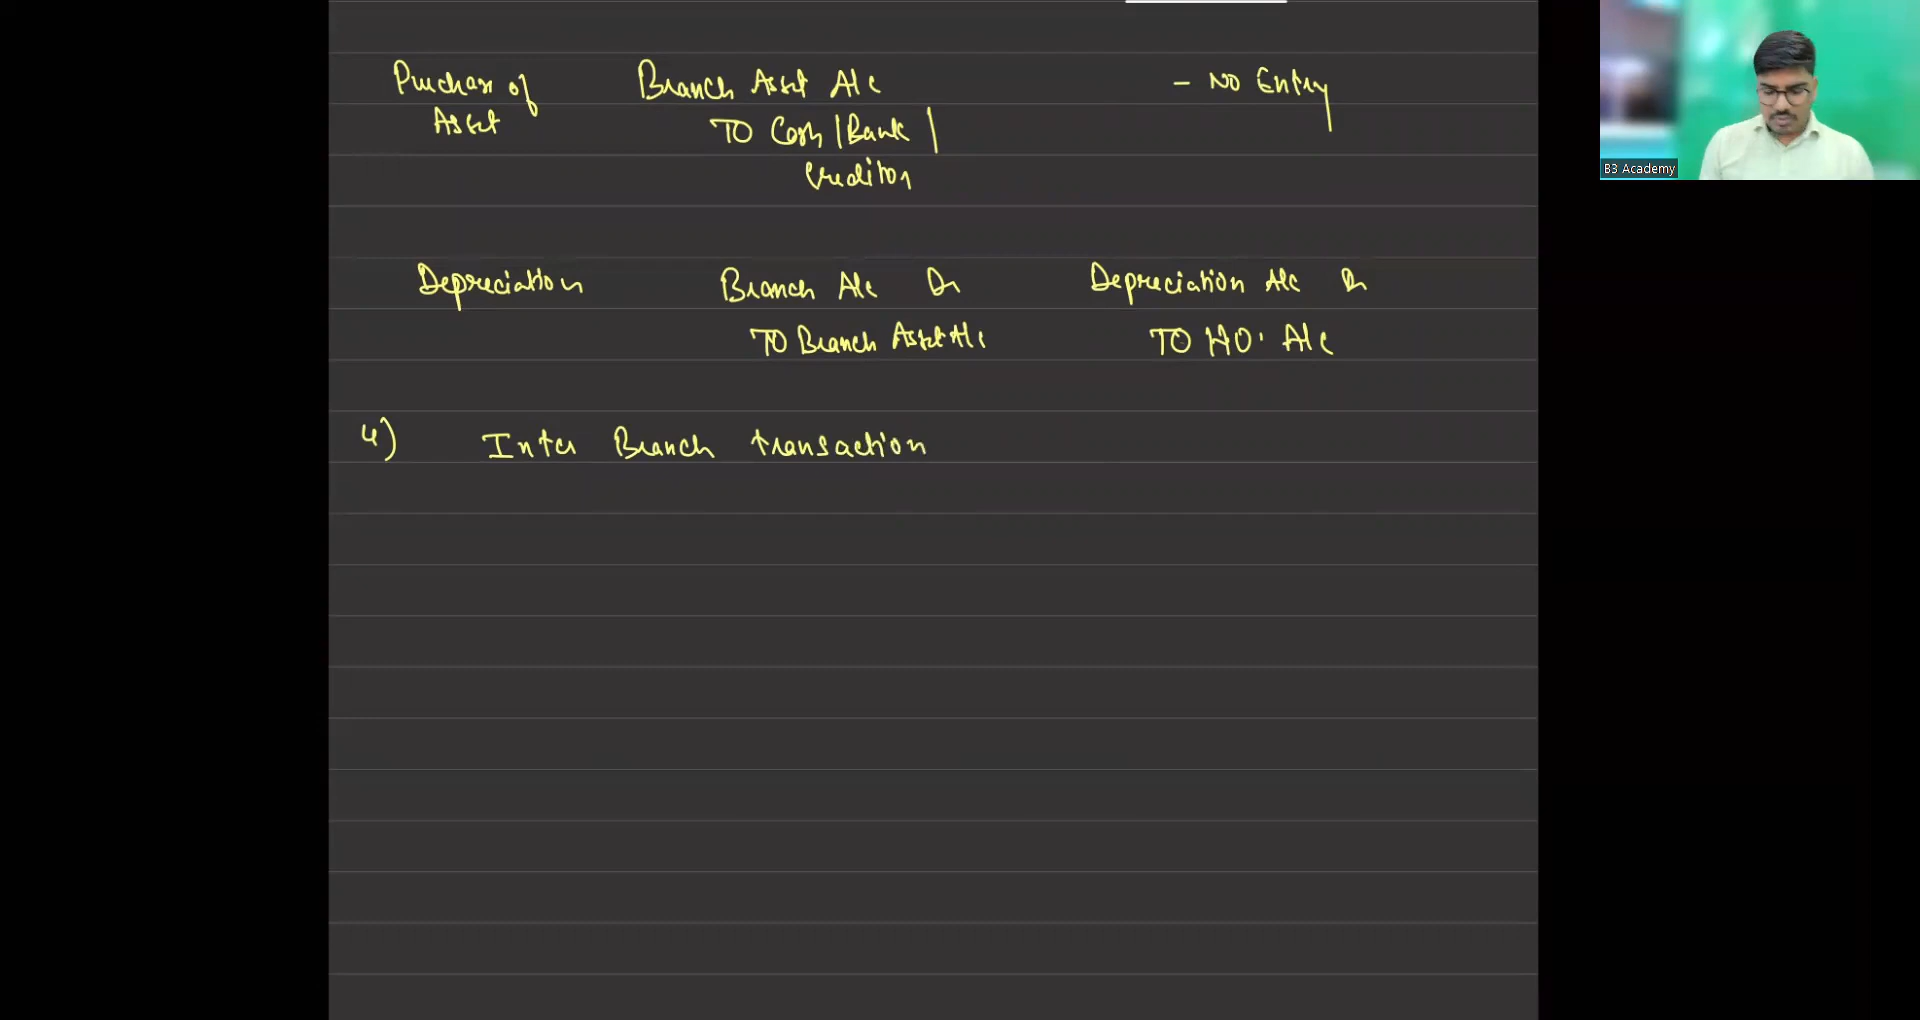 Purchase of Branch Asset A/c - No Entry
Asset TO Cash | Bank |
Creditor
Depreciation Branch A/c Dr Depreciation A/c Dr
TO Branch Asset A/c TO HO. A/c
4) Inter Branch transaction
B3 Academy